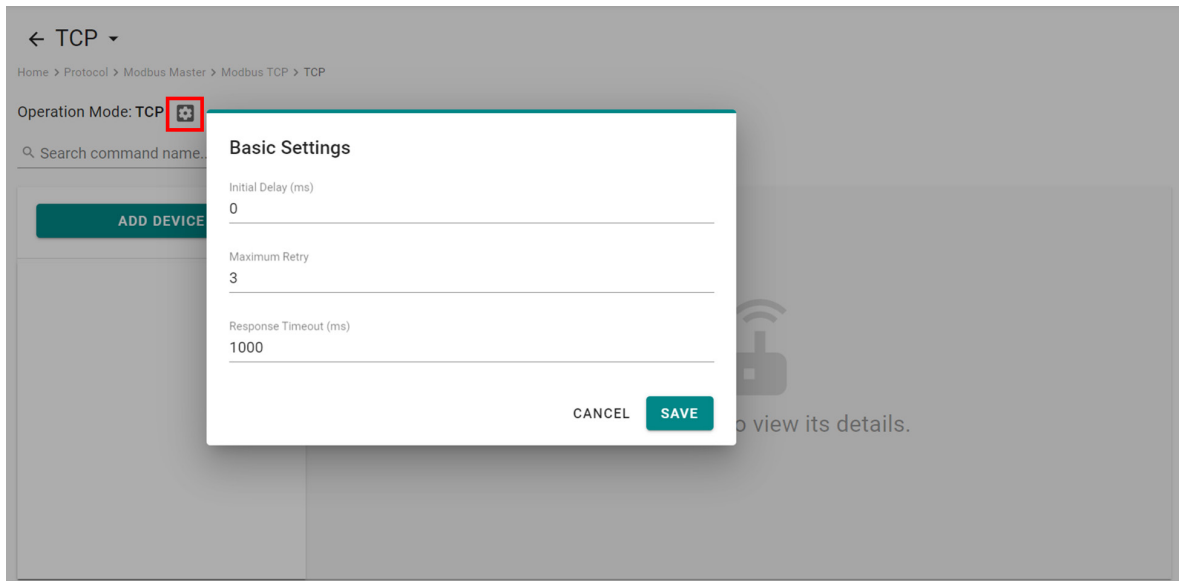 TCP
Home > Protocol > Modbus Master > Modbus TCP > TCP
Operation Mode: TCP
Search command name..
ADD DEVICE
Basic Settings
Initial Delay (ms)
0
Maximum Retry
3
Response Timeout (ms)
1000
CANCEL SAVE
view its details.